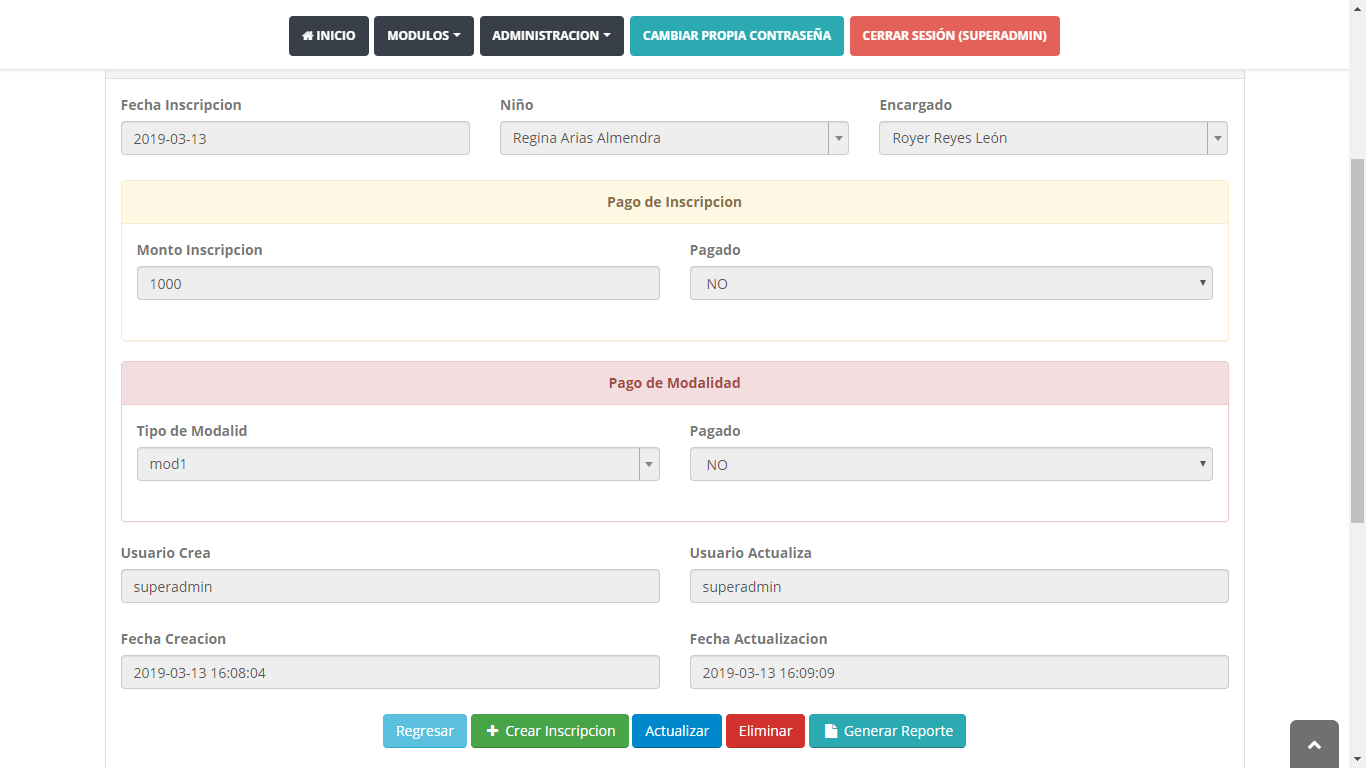 INICIO MODULOS ADMINISTRACION CAMBIAR PROPIA CONTRASEÑA CERRAR SESIÓN (SUPERADMIN)
Fecha Inscripcion Niño Encargado
2019-03-13 Regina Arias Almendra Royer Reyes León
Pago de Inscripcion
Monto Inscripcion Pagado
1000 NO
Pago de Modalidad
Tipo de Modalid Pagado
mod1 NO
Usuario Crea Usuario Actualiza
superadmin superadmin
Fecha Creacion Fecha Actualizacion
2019-03-13 16:08:04 2019-03-13 16:09:09
Regresar Crear Inscripcion Actualizar Eliminar Generar Reporte